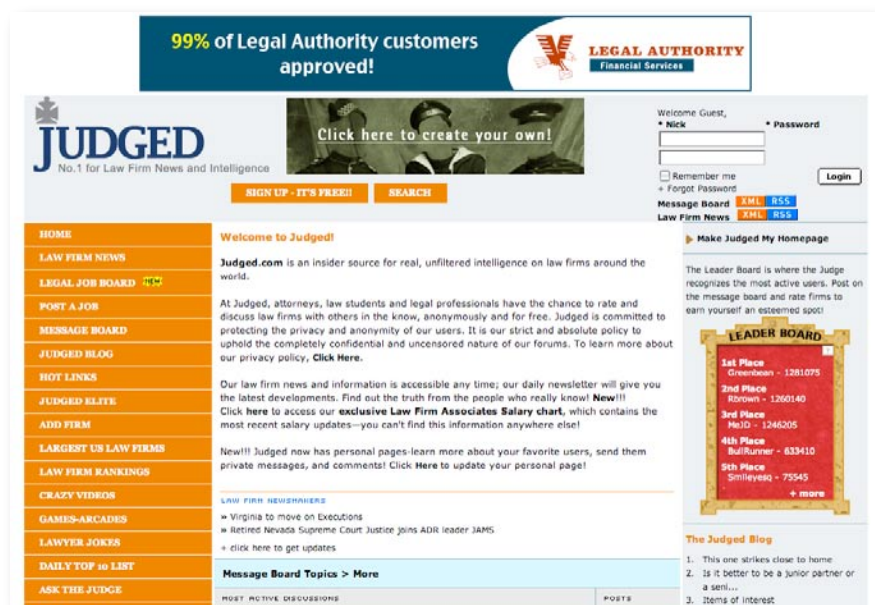 99% of Legal Authority customers
approved!
LEGAL AUTHORITY
Financial Services
JUDGED
No.1 for Law Firm News and Intelligence
Click here to create your own!
SIGN UP - IT'S FREE!!
SEARCH
Welcome Guest,
* Nick
* Password
Remember me
Login
+ Forgot Password
Message Board XML RSS
Law Firm News XML RSS
HOME
LAW FIRM NEWS
LEGAL JOB BOARD NEW
POST A JOB
MESSAGE BOARD
JUDGED BLOG
HOT LINKS
JUDGED ELITE
ADD FIRM
LARGEST US LAW FIRMS
LAW FIRM RANKINGS
CRAZY VIDEOS
GAMES-ARCADES
LAWYER JOKES
DAILY TOP 10 LIST
ASK THE JUDGE
Welcome to Judged!
Judged.com is an insider source for real, unfiltered intelligence on law firms around the
world.
At Judged, attorneys, law students and legal professionals have the chance to rate and
discuss law firms with others in the know, anonymously and for free. Judged is committed to
protecting the privacy and anonymity of our users. It is our strict and absolute policy to
uphold the completely confidential and uncensored nature of our forums. To learn more about
our privacy policy, Click Here.
Our law firm news and information is accessible any time; our daily newsletter will give you
the latest developments. Find out the truth from the people who really know! New!!!
Click here to access our exclusive Law Firm Associates Salary chart, which contains the
most recent salary updates—you can't find this information anywhere else!
New!!! Judged now has personal pages-learn more about your favorite users, send them
private messages, and comments! Click Here to update your personal page!
LAW FIRM NEWSMAKERS
» Virginia to move on Executions
» Retired Nevada Supreme Court Justice joins ADR leader JAMS
+ click here to get updates
Message Board Topics > More
MOST ACTIVE DISCUSSIONS
POSTS
Make Judged My Homepage
The Leader Board is where the Judge
recognizes the most active users. Post on
the message board and rate firms to
earn yourself an esteemed spot!
LEADER BOARD
1st Place
Greenbean - 1281075
2nd Place
Rbrown - 1260140
3rd Place
MeJD - 1246205
4th Place
BullRunner - 633410
5th Place
Smileyesq - 75545
+ more
The Judged Blog
1. This one strikes close to home
2. Is it better to be a junior partner or
a seni...
3. Items of Interest